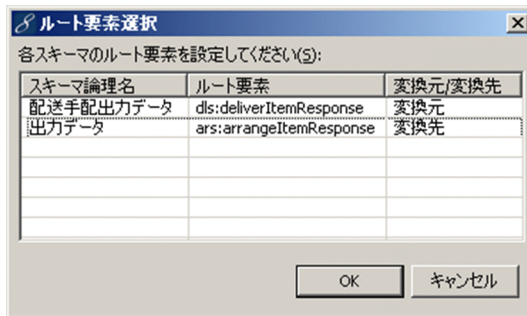 ルート要素選択
各スキーマのルート要素を設定してください(S):
スキーマ論理名 ルート要素 変換元/変換先
配送手配出力データ dls:deliverItemResponse 変換元
出力データ ars:arrangeItemResponse 変換先
OK キャンセル